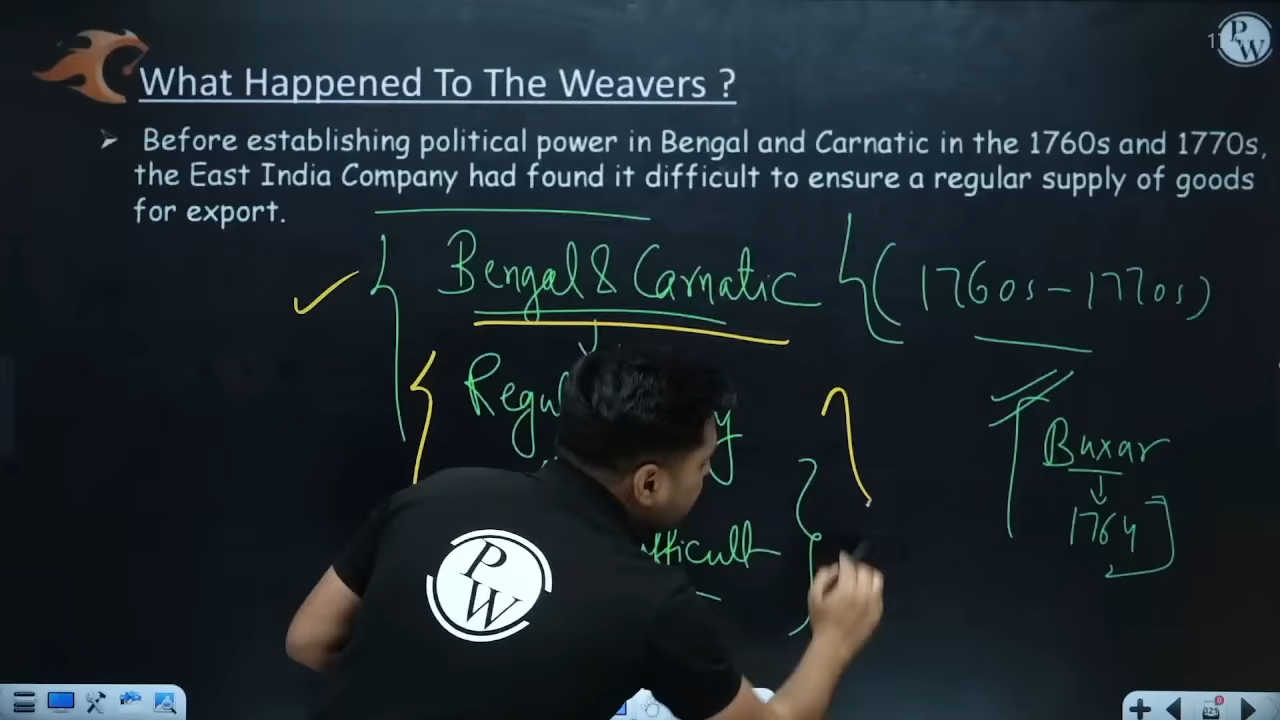 What Happened To The Weavers ?
➢ Before establishing political power in Bengal and Carnatic in the 1760s and 1770s,
the East India Company had found it difficult to ensure a regular supply of goods
for export.
Bengal & Carnatic (1760s-1770s)
Buxar
1764
PW
PW
321